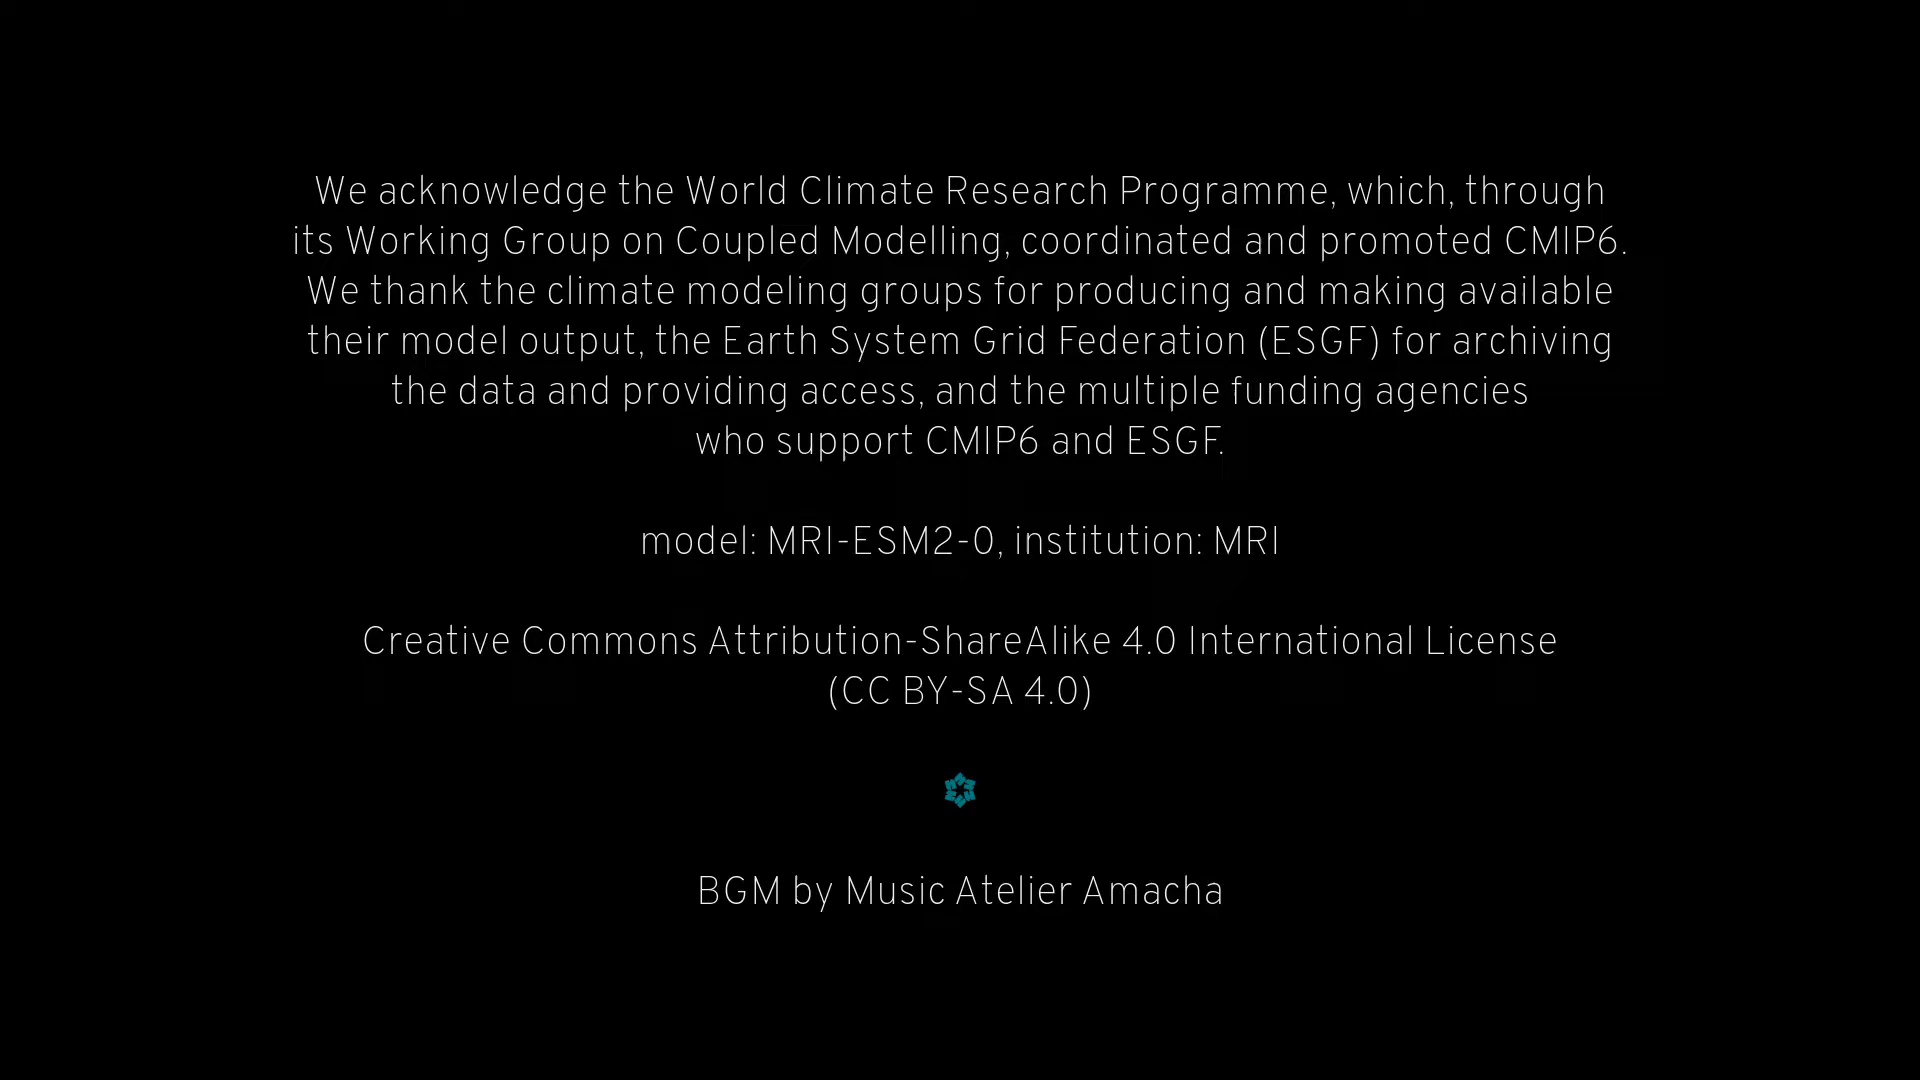 We acknowledge the World Climate Research Programme, which, through
its Working Group on Coupled Modelling, coordinated and promoted CMIP6.
We thank the climate modeling groups for producing and making available
their model output, the Earth System Grid Federation (ESGF) for archiving
the data and providing access, and the multiple funding agencies
who support CMIP6 and ESGF.
model: MRI-ESM2-0, institution: MRI
Creative Commons Attribution-ShareAlike 4.0 International License
(CC BY-SA 4.0)
BGM by Music Atelier Amacha